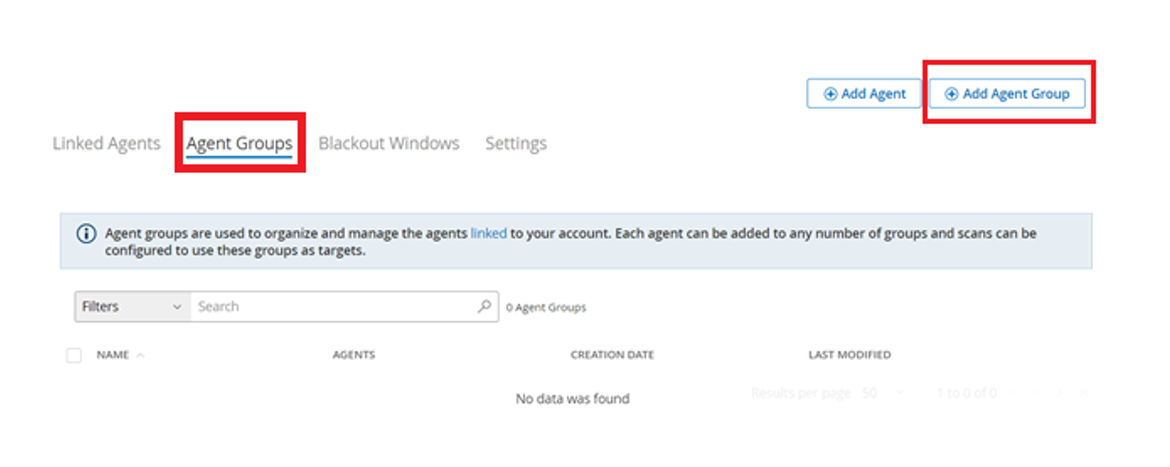 Add Agent
Add Agent Group
Linked Agents Agent Groups Blackout Windows Settings
Agent groups are used to organize and manage the agents linked to your account. Each agent can be added to any number of groups and scans can be
configured to use these groups as targets.
Filters Search 0 Agent Groups
NAME AGENTS CREATION DATE LAST MODIFIED
Results per page 50 1 to 0 of 0
No data was found